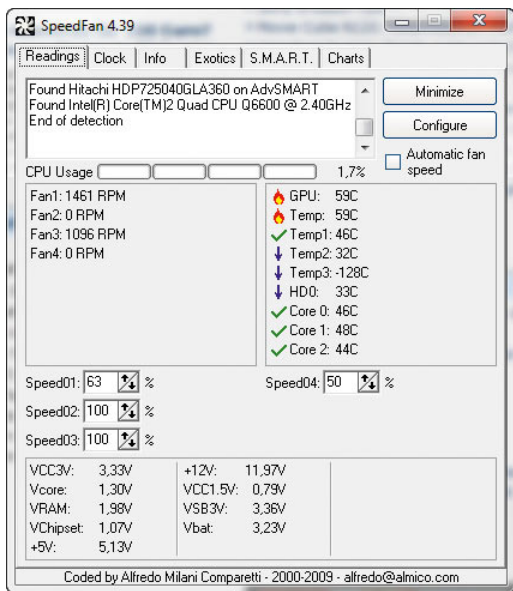 SpeedFan 4.39
Readings Clock Info Exotics S.M.A.R.T. Charts
Found Hitachi HDP725040GLA360 on AdvSMART
Found Intel(R) Core(TM)2 Quad CPU Q6600 @ 2.40GHz
End of detection
Minimize
Configure
Automatic fan speed
CPU Usage 1,7%
Fan1: 1461 RPM
Fan2: 0 RPM
Fan3: 1096 RPM
Fan4: 0 RPM
GPU: 59C
Temp: 59C
Temp1: 46C
Temp2: 32C
Temp3: -128C
HD0: 33C
Core 0: 46C
Core 1: 48C
Core 2: 44C
Speed01: 63 %
Speed04: 50 %
Speed02: 100 %
Speed03: 100 %
VCC3V: 3,33V
Vcore: 1,30V
VRAM: 1,98V
VChipset: 1,07V
+5V: 5,13V
+12V: 11,97V
VCC1.5V: 0,79V
VSB3V: 3,36V
Vbat: 3,23V
Coded by Alfredo Milani Comparetti - 2000-2009 - alfredo@almico.com